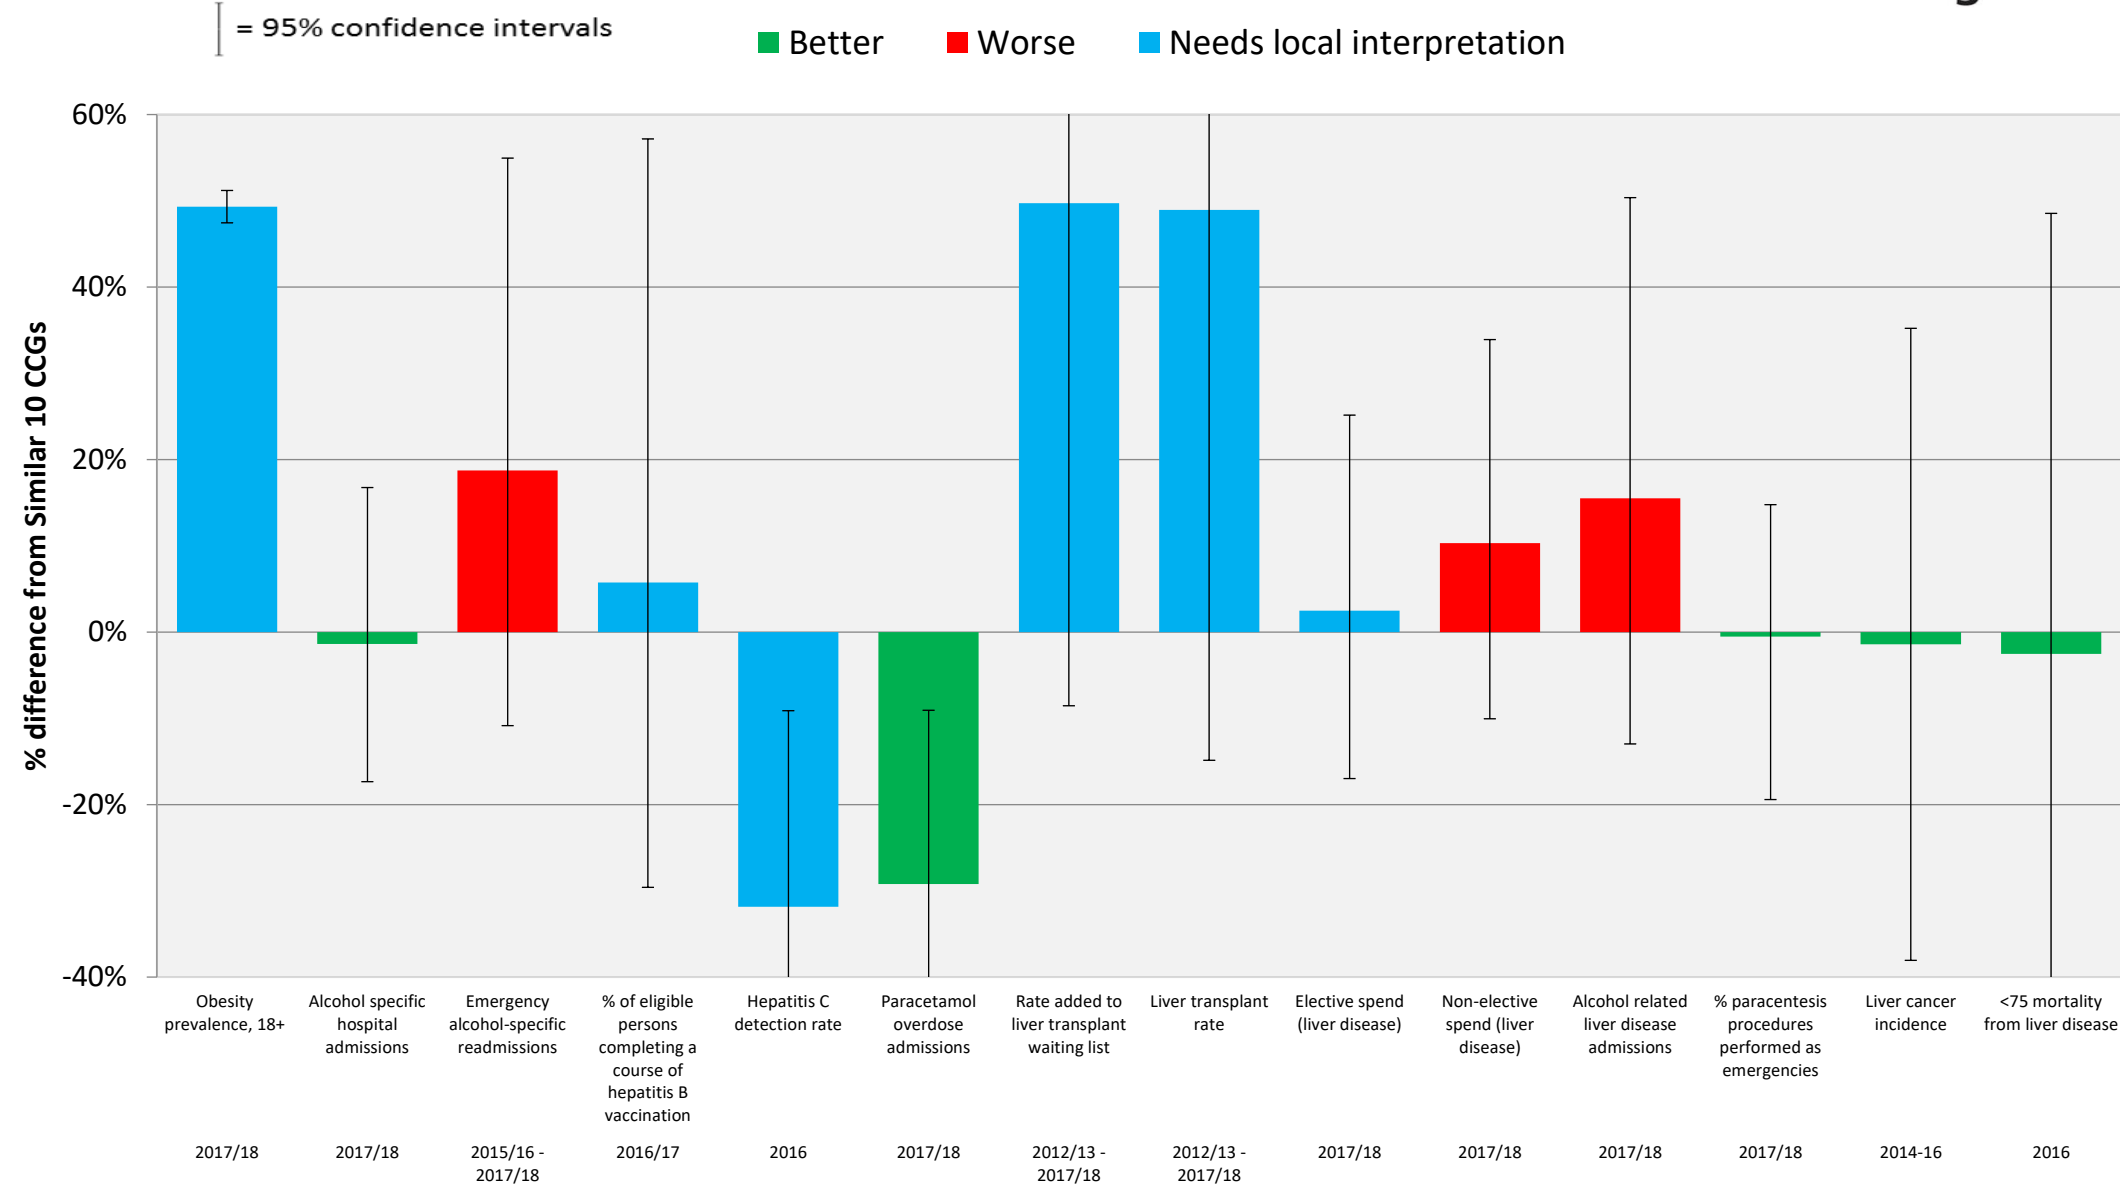 = 95% confidence intervals
Better
Worse
Needs local interpretation
60%
40%
20%
0%
-20%
-40%
% difference from Similar 10 CCGs
Obesity
prevalence, 18+
2017/18
Alcohol specific
hospital
admissions
2017/18
Emergency
alcohol-specific
readmissions
2015/16 -
2017/18
% of eligible
persons
completing a
course of
hepatitis B
vaccination
2016/17
Hepatitis C
detection rate
2016
Paracetamol
overdose
admissions
2017/18
Rate added to
liver transplant
waiting list
2012/13 -
2017/18
Liver transplant
rate
2012/13 -
2017/18
Elective spend
(liver disease)
2017/18
Non-elective
spend (liver
disease)
2017/18
Alcohol related
liver disease
admissions
2017/18
% paracentesis
procedures
performed as
emergencies
2017/18
Liver cancer
incidence
2014-16
<75 mortality
from liver disease
2016